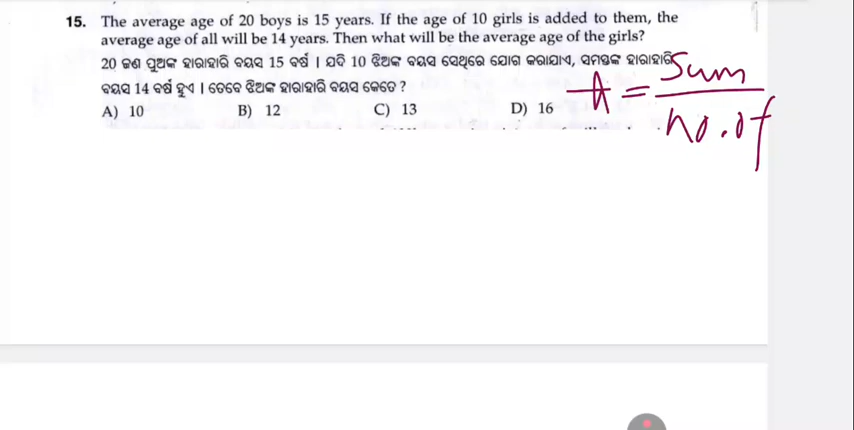 15. The average age of 20 boys is 15 years. If the age of 10 girls is added to them, the
average age of all will be 14 years. Then what will be the average age of the girls?
20 ଜଣ ପୁଅଙ୍କ ହାରାହାରି ବୟସ 15 ବର୍ଷ । ଯଦି 10 ଝିଅଙ୍କ ବୟସ ସେଥିରେ ଯୋଗ କରାଯାଏ, ସମସ୍ତଙ୍କ ହାରାହାରି
ବୟସ 14 ବର୍ଷ ହୁଏ । ତେବେ ଝିଅଙ୍କ ହାରାହାରି ବୟସ କେତେ ?
A) 10 B) 12 C) 13 D) 16
A = Sum
no. of